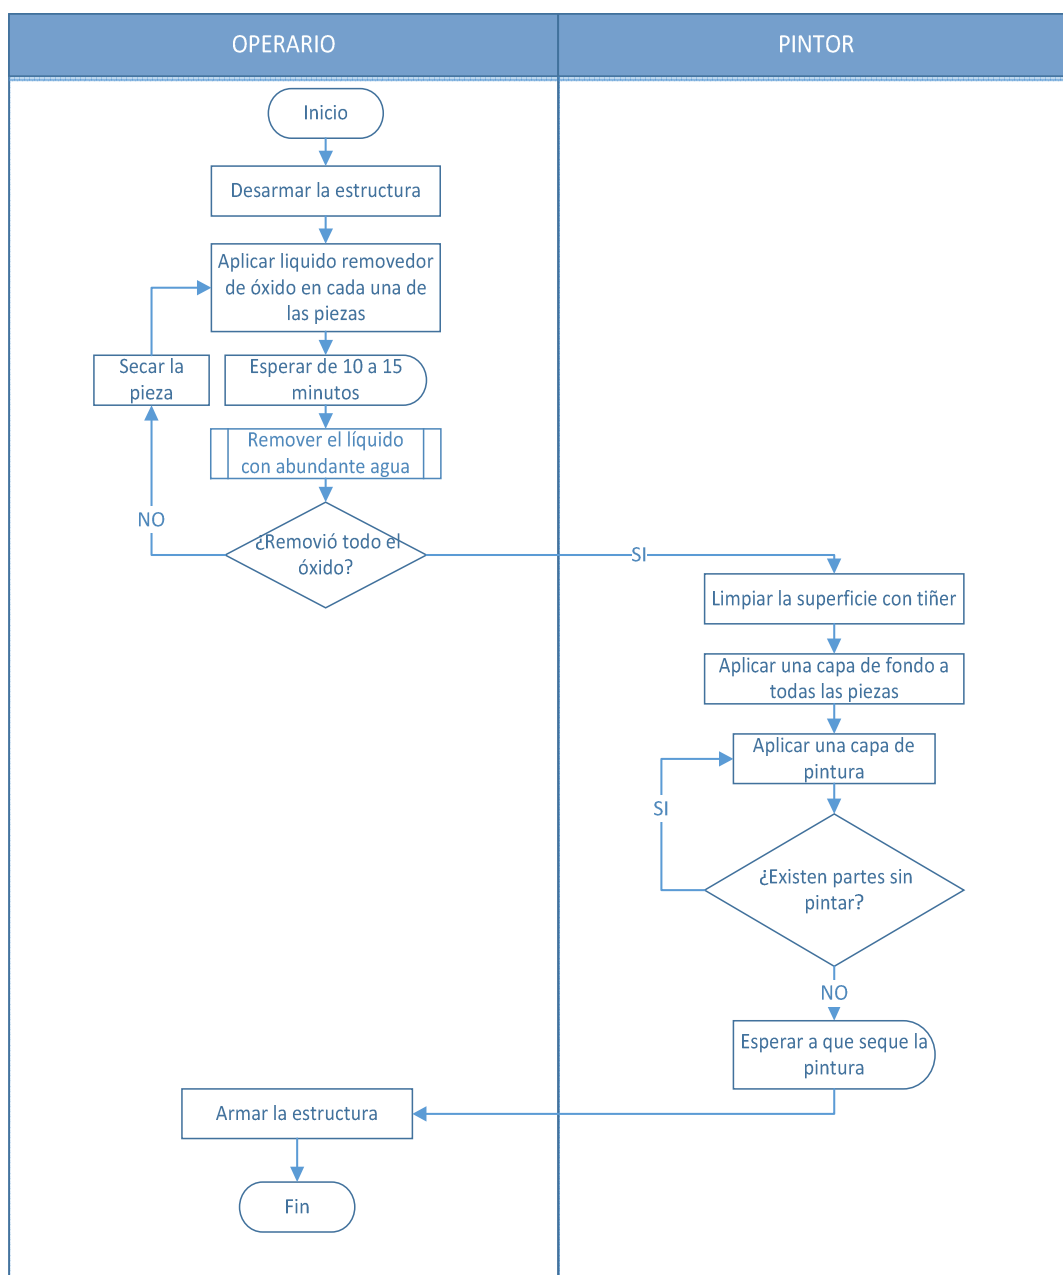 OPERARIO
PINTOR
Inicio
Desarmar la estructura
Aplicar liquido removedor
de óxido en cada una de
las piezas
Secar la
pieza
Esperar de 10 a 15
minutos
Remover el líquido
con abundante agua
NO
¿Removió todo el
óxido?
SI
Limpiar la superficie con tiñer
Aplicar una capa de fondo a
todas las piezas
Aplicar una capa de
pintura
SI
¿Existen partes sin
pintar?
NO
Esperar a que seque la
pintura
Armar la estructura
Fin